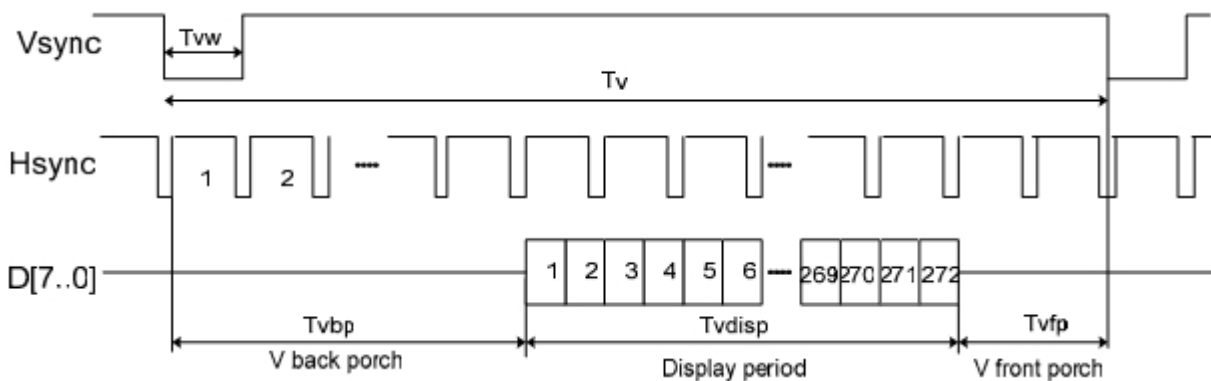 Vsync
Tvw
Tv
Hsync
1 2 ---- ----
D[7..0]
1 2 3 4 5 6 ---- 269 270 271 272
Tvbp Tvdisp Tvfp
V back porch Display period V front porch